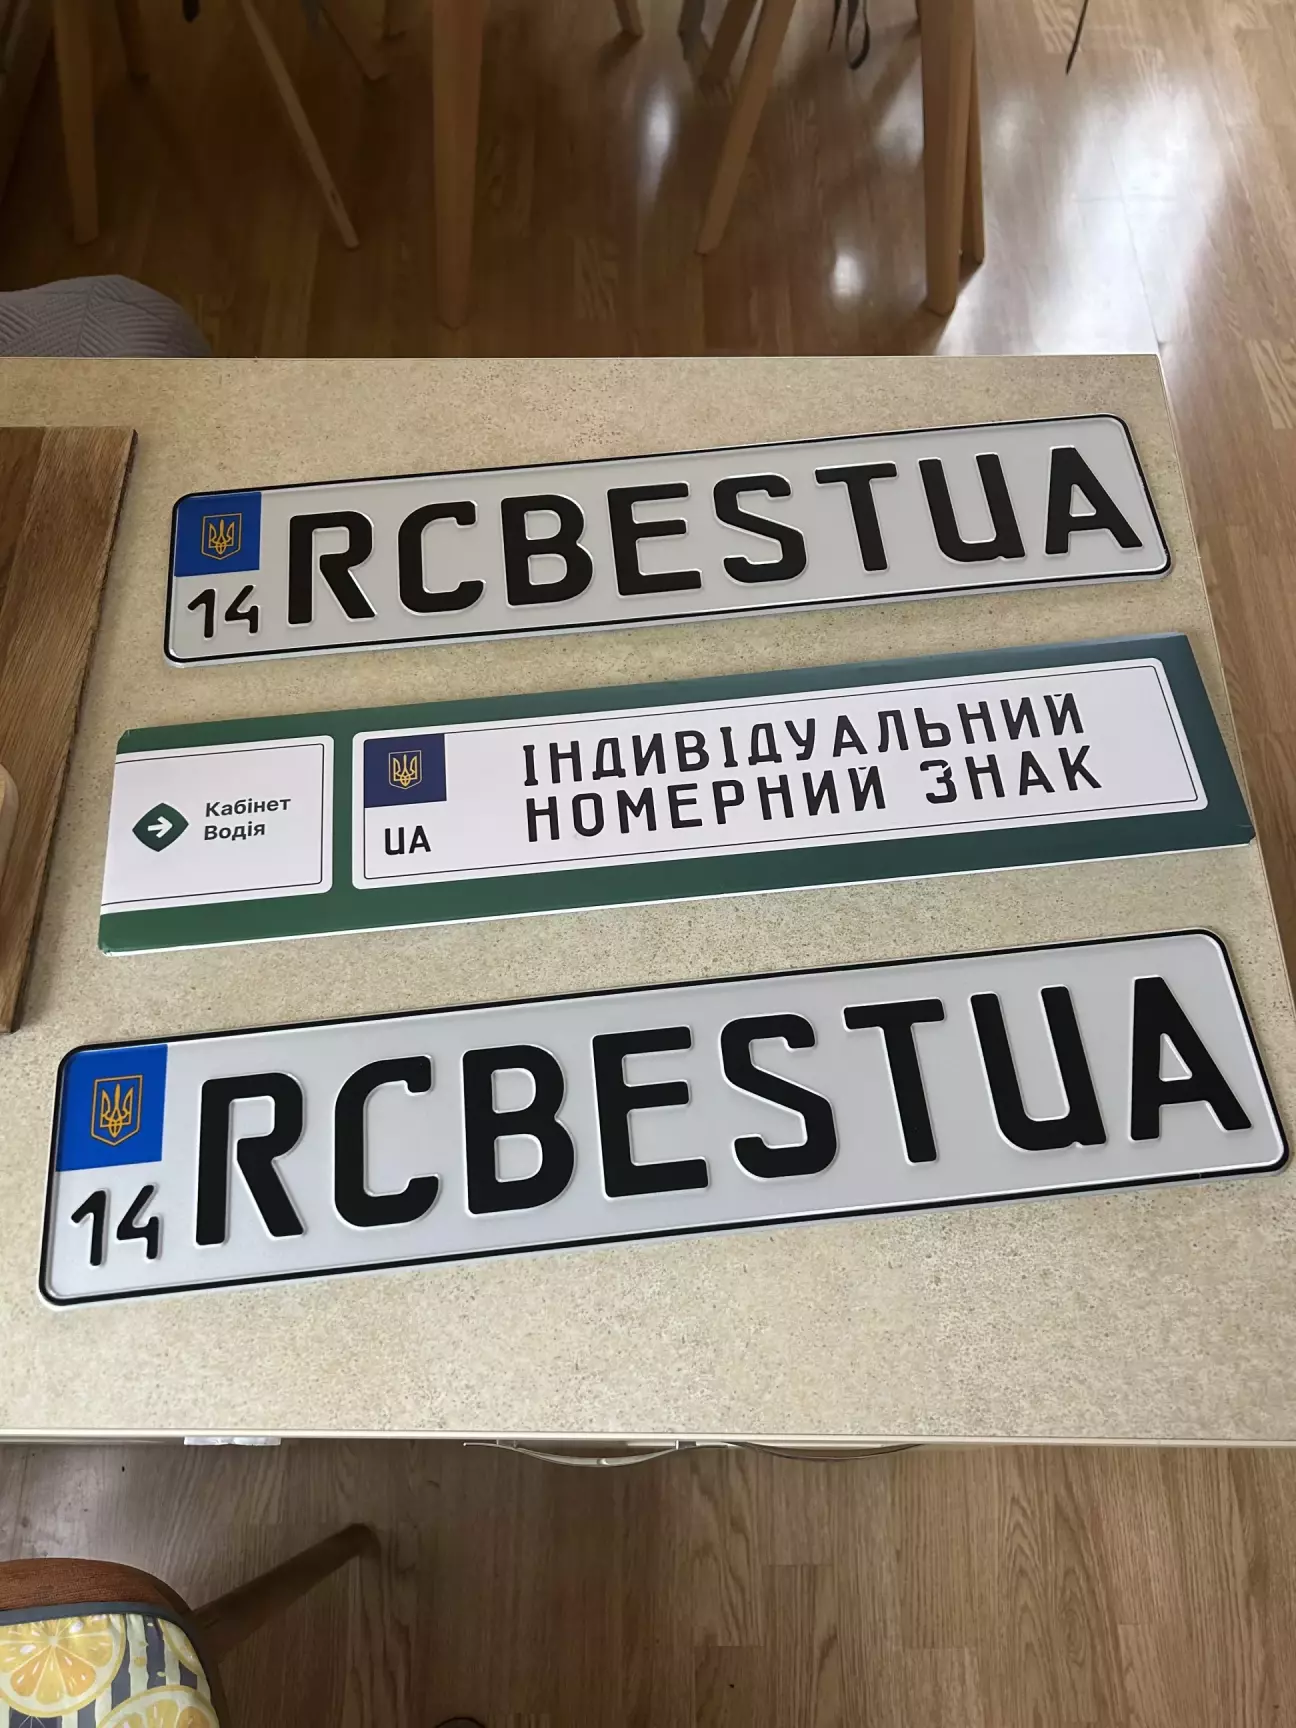 14 RCBESTUA
Кабінет
Водія
UA
ІНДИВІДУАЛЬНИЙ
НОМЕРНИЙ ЗНАК
14 RCBESTUA